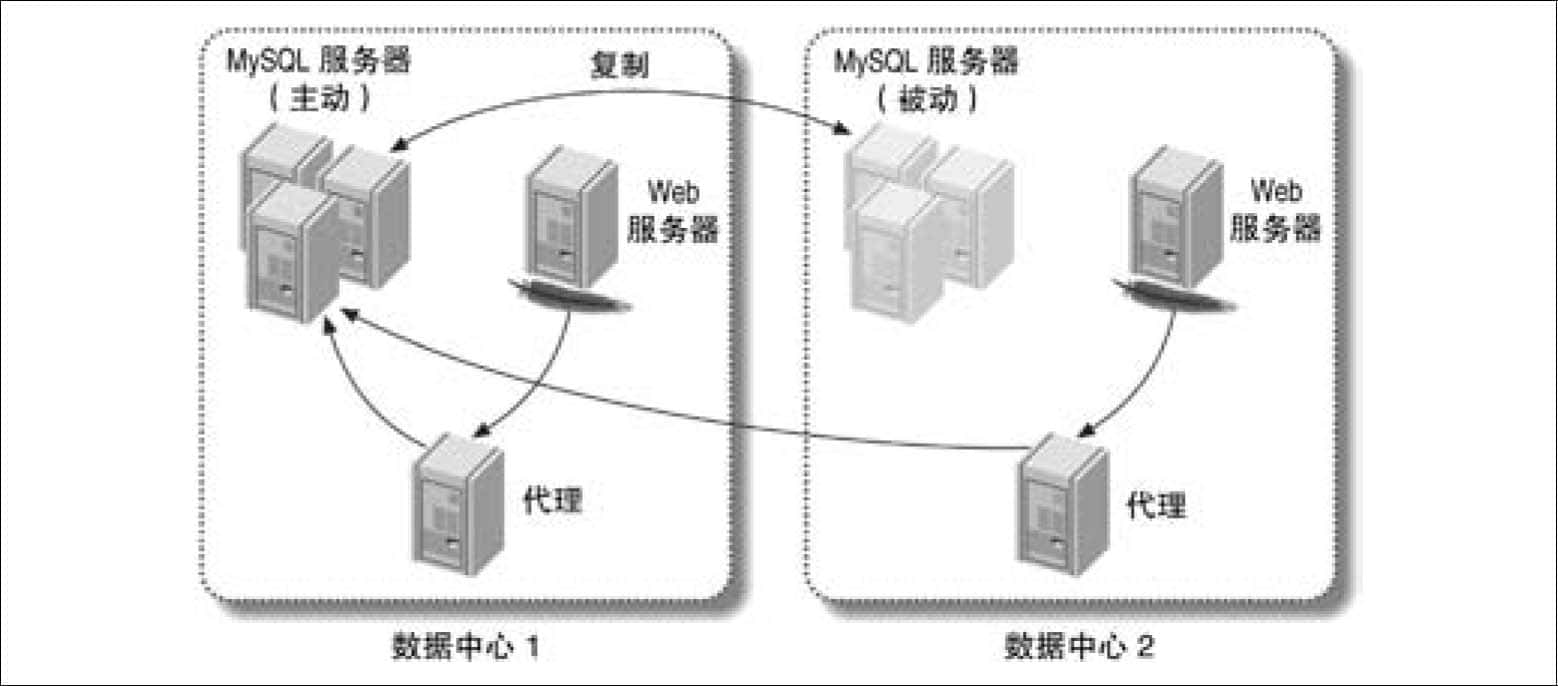 MySQL 服务器
（主动）
复制
Web
服务器
代理
数据中心 1
MySQL 服务器
（被动）
Web
服务器
代理
数据中心 2